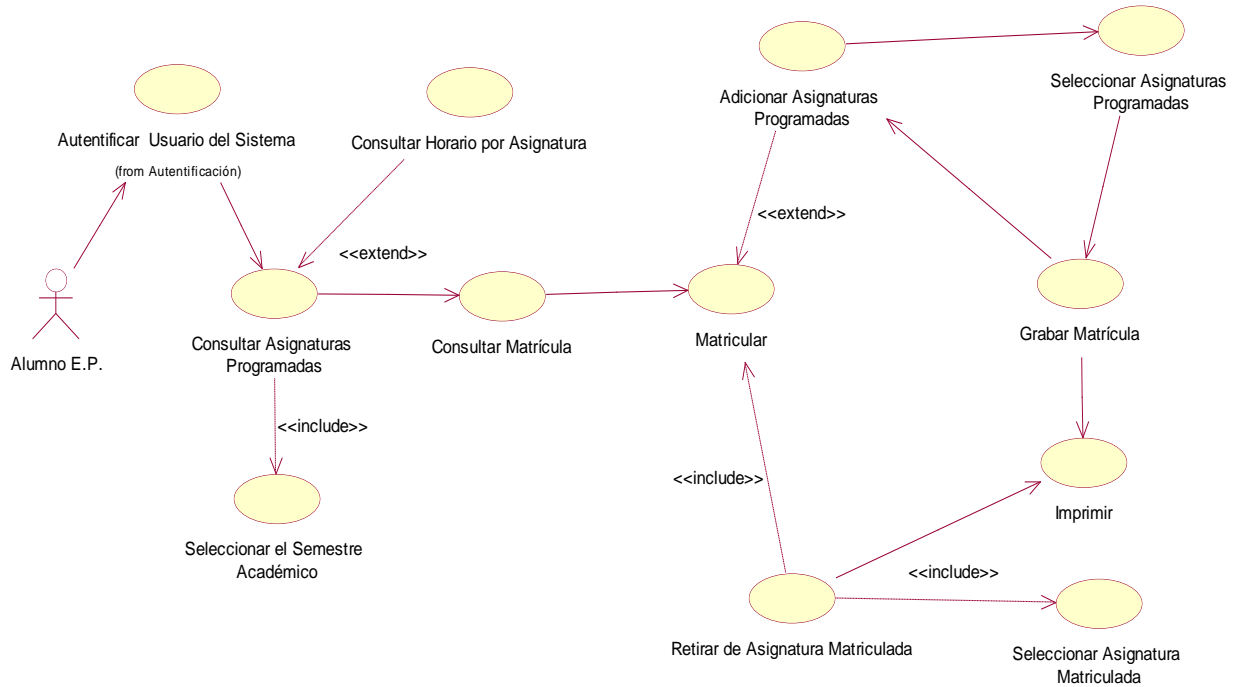 Autentificar Usuario del Sistema
(from Autentificación)
Consultar Horario por Asignatura
Adicionar Asignaturas
Programadas
Seleccionar Asignaturas
Programadas
<<extend>>
<<extend>>
Alumno E.P.
Consultar Asignaturas
Programadas
Consultar Matrícula
Matricular
Grabar Matrícula
<<include>>
<<include>>
Seleccionar el Semestre
Académico
Imprimir
<<include>>
Retirar de Asignatura Matriculada
Seleccionar Asignatura
Matriculada